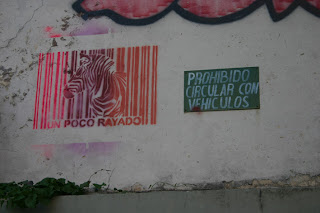 UN POCO RAYADO
PROHIBIDO
CIRCULAR CON
VEHICULOS